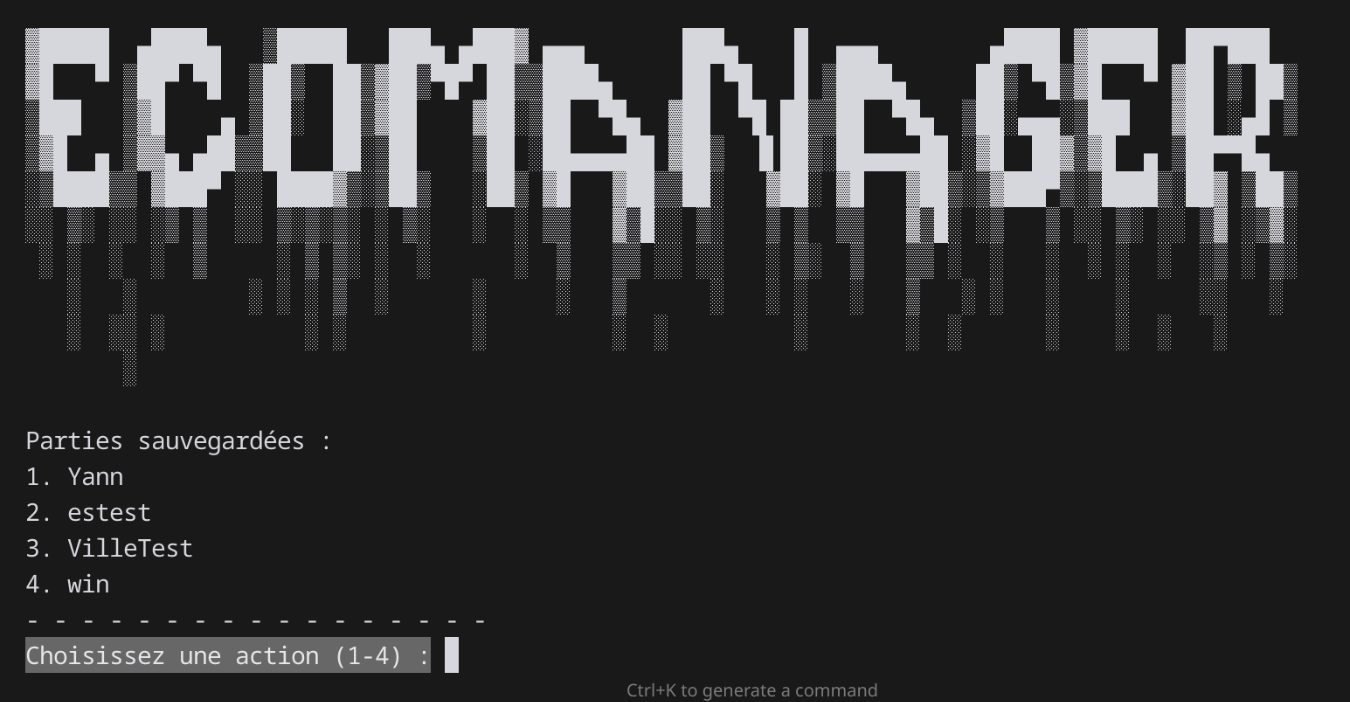 ECOMANAGER
Parties sauvegardées :
1. Yann
2. estest
3. VilleTest
4. win
- - - - - - - - - - - - - - - - -
Choisissez une action (1-4) :
Ctrl+K to generate a command